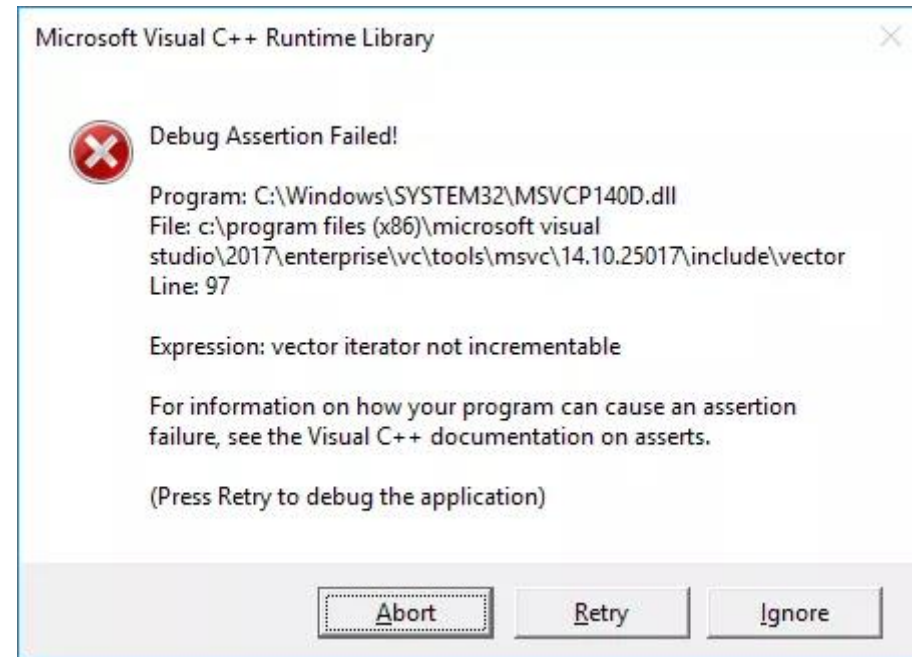 Microsoft Visual C++ Runtime Library
Debug Assertion Failed!
Program: C:\Windows\SYSTEM32\MSVCP140D.dll
File: c:\program files (x86)\microsoft visual
studio\2017\enterprise\vc\tools\msvc\14.10.25017\include\vector
Line: 97
Expression: vector iterator not incrementable
For information on how your program can cause an assertion
failure, see the Visual C++ documentation on asserts.
(Press Retry to debug the application)
Abort Retry Ignore